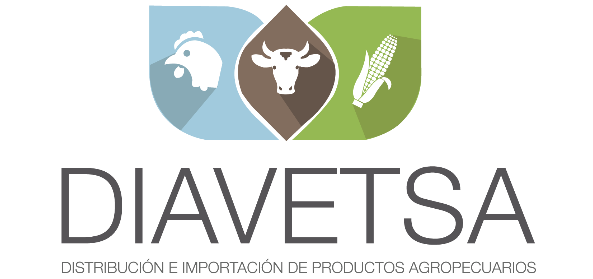 DIAVETSA
DISTRIBUCIÓN E IMPORTACIÓN DE PRODUCTOS AGROPECUARIOS